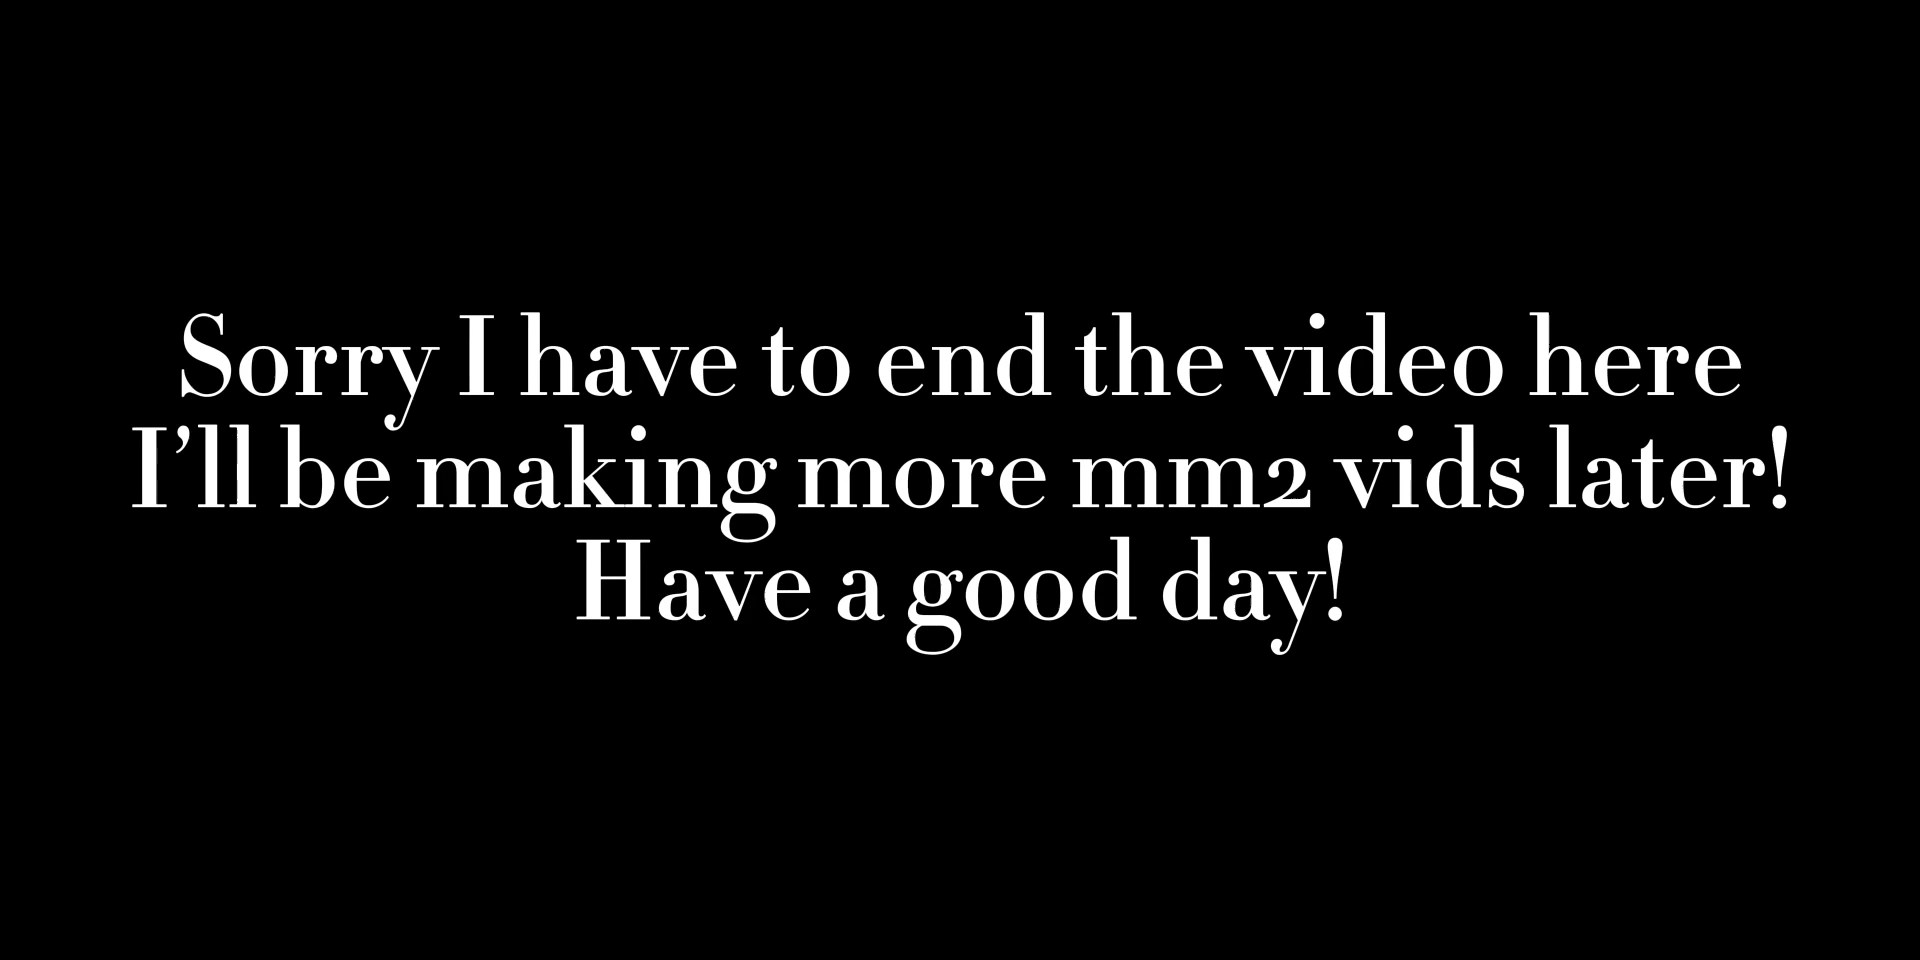 Sorry I have to end the video here
I’ll be making more mm2 vids later!
Have a good day!